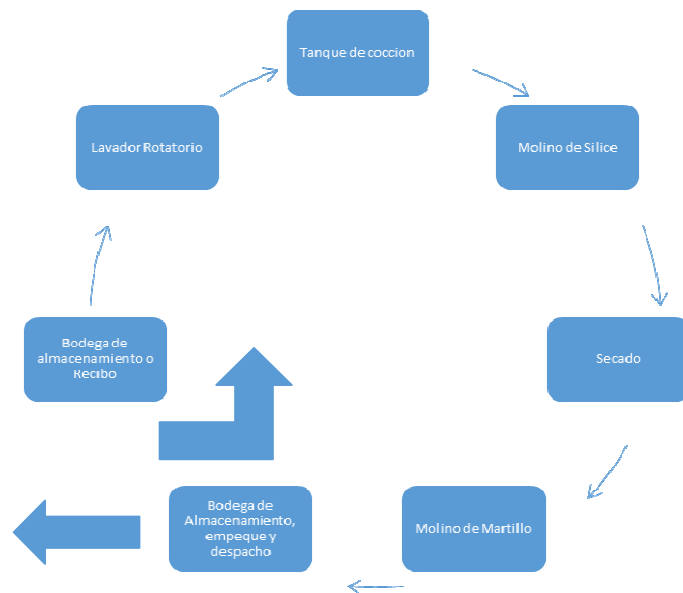 Tanque de coccion
Lavador Rotatorio
Molino de Silice
Bodega de
almacenamiento o
Recibo
Secado
Bodega de
Almacenamiento,
empeque y
despacho
Molino de Martillo